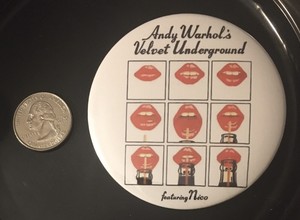 Andy Warhol's
Velvet Underground
featuring Nico